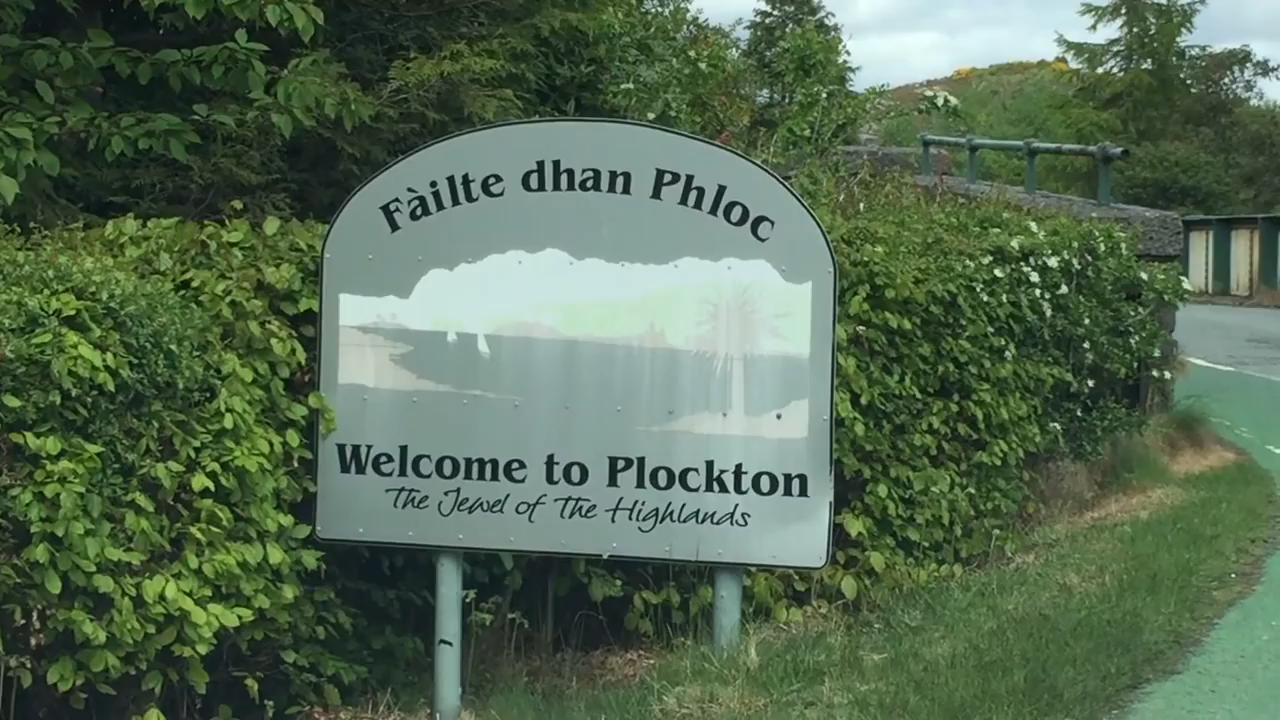 Fàilte dhan Phloc
Welcome to Plockton
The Jewel of The Highlands